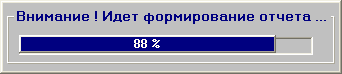 Внимание ! Идет формирование отчета ...
88 %